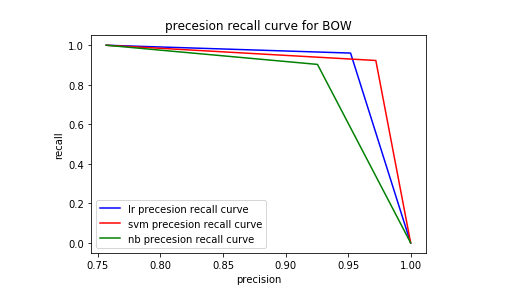 precesion recall curve for BOW
1.0
0.8
0.6
0.4
0.2
0.0
recall
lr precesion recall curve
svm precesion recall curve
nb precesion recall curve
0.75 0.80 0.85 0.90 0.95 1.00
precision